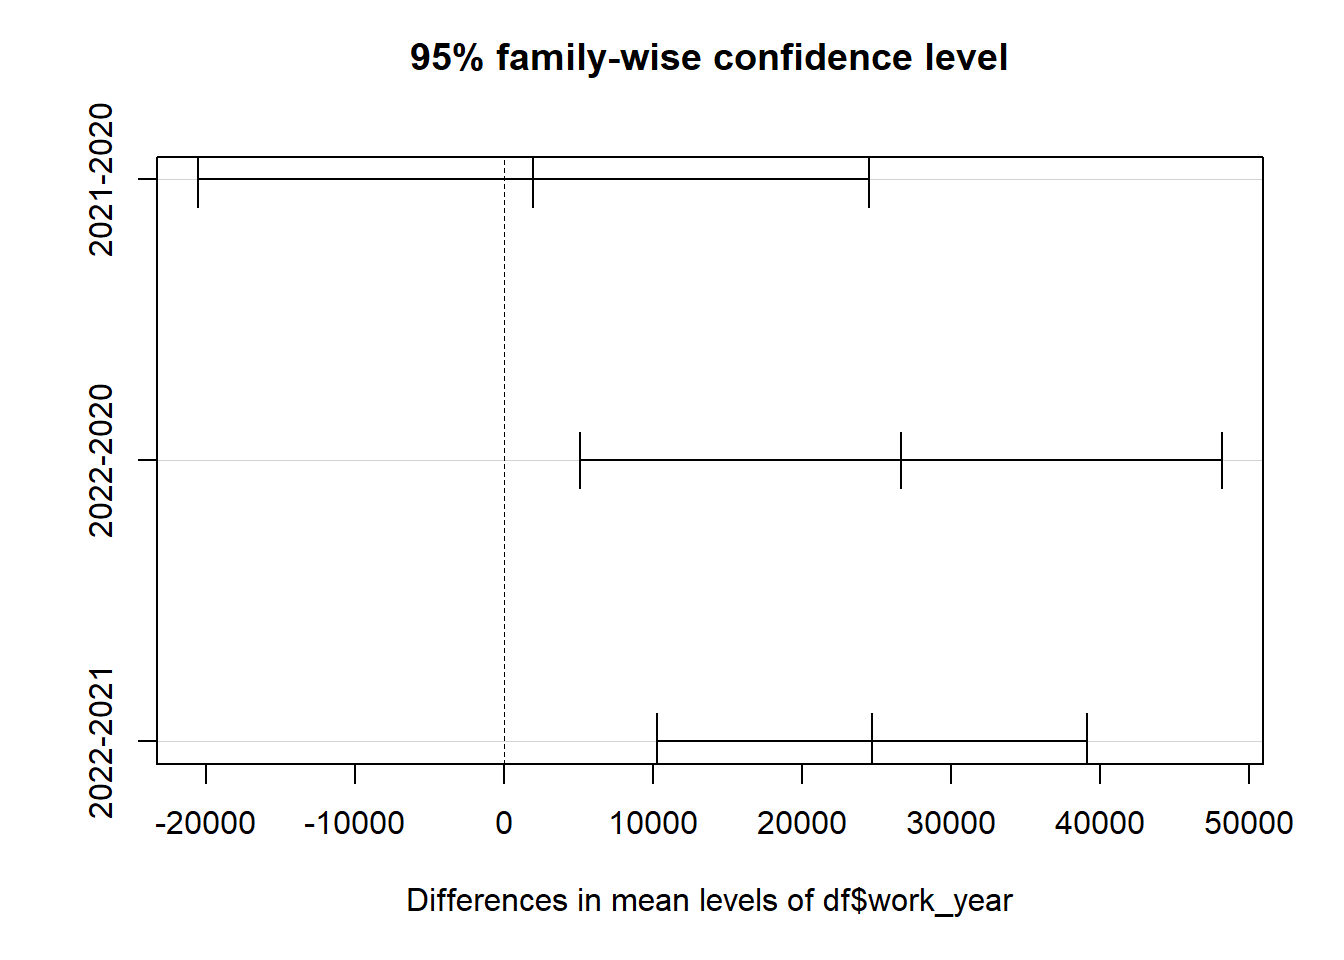 95% family-wise confidence level
2021-2020
2022-2020
2022-2021
-20000 -10000 0 10000 20000 30000 40000 50000
Differences in mean levels of df$work_year